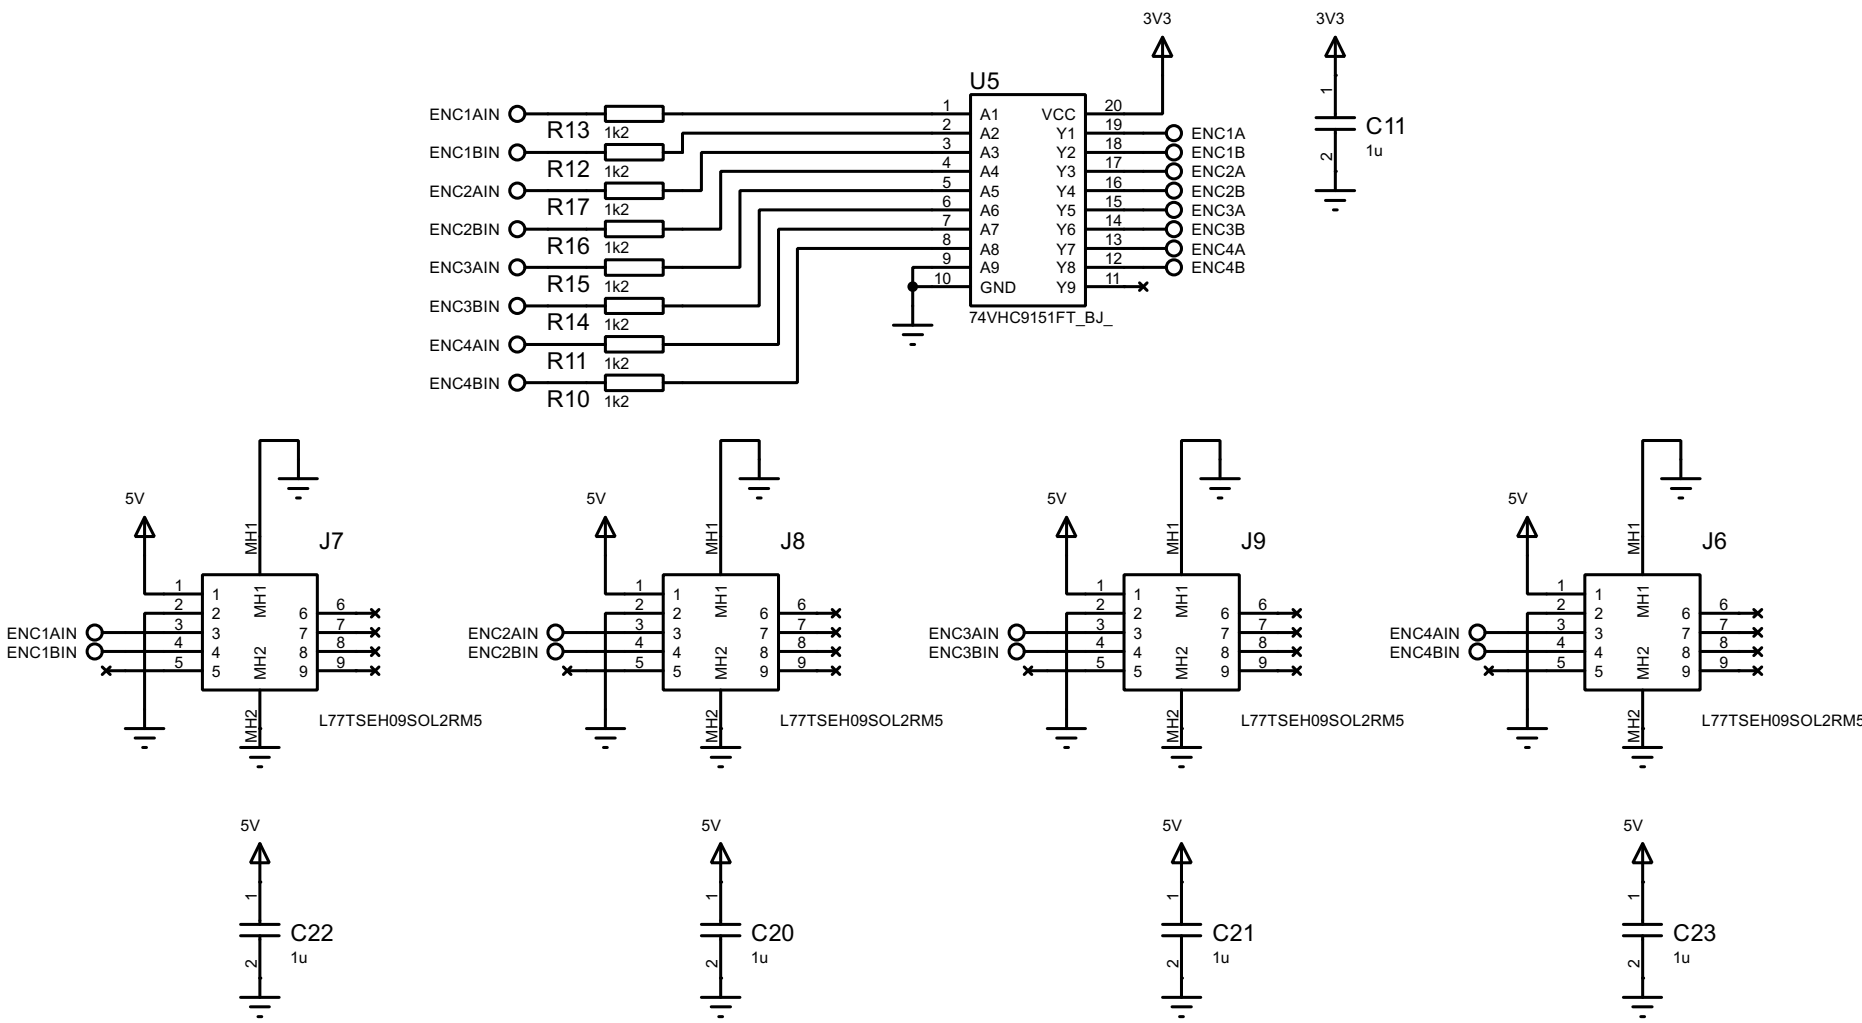 3V3
3V3
U5
ENC1AIN
R13 1k2
ENC1BIN
R12 1k2
ENC2AIN
R17 1k2
ENC2BIN
R16 1k2
ENC3AIN
R15 1k2
ENC3BIN
R14 1k2
ENC4AIN
R11 1k2
ENC4BIN
R10 1k2
1 A1 VCC 20
2 A2 Y1 19 ENC1A
3 A3 Y2 18 ENC1B
4 A4 Y3 17 ENC2A
5 A5 Y4 16 ENC2B
6 A6 Y5 15 ENC3A
7 A7 Y6 14 ENC3B
8 A8 Y7 13 ENC4A
9 A9 Y8 12 ENC4B
10 GND Y9 11
74VHC9151FT_BJ_
1
C11
1u
2
5V
MH1
J7
1 1 MH1
2 2 6 6
ENC1AIN 3 3 7 7
ENC1BIN 4 4 MH2 8 8
5 5 9 9
MH2
L77TSEH09SOL2RM5
5V
MH1
J8
1 1 MH1
2 2 6 6
ENC2AIN 3 3 7 7
ENC2BIN 4 4 MH2 8 8
5 5 9 9
MH2
L77TSEH09SOL2RM5
5V
MH1
J9
1 1 MH1
2 2 6 6
ENC3AIN 3 3 7 7
ENC3BIN 4 4 MH2 8 8
5 5 9 9
MH2
L77TSEH09SOL2RM5
5V
MH1
J6
1 1 MH1
2 2 6 6
ENC4AIN 3 3 7 7
ENC4BIN 4 4 MH2 8 8
5 5 9 9
MH2
L77TSEH09SOL2RM5
5V
1
C22
1u
2
5V
1
C20
1u
2
5V
1
C21
1u
2
5V
1
C23
1u
2